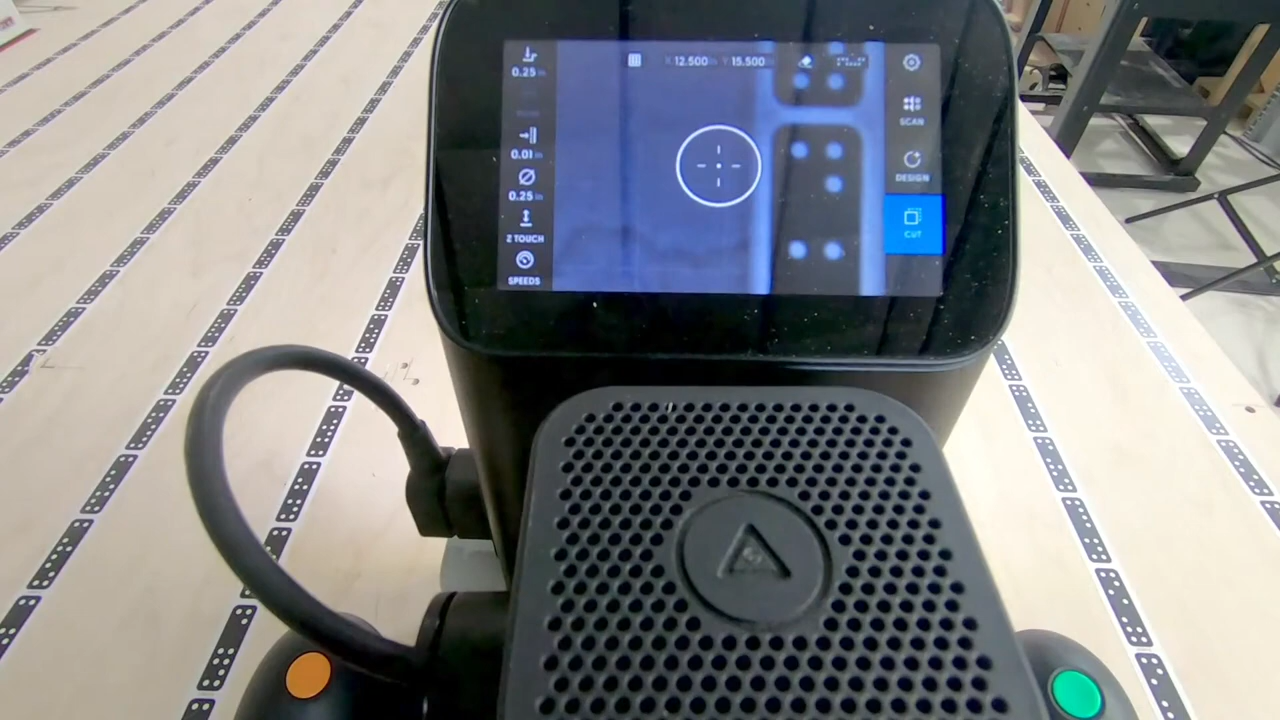 0.25 in
X 12.500 in Y 15.500
SCAN
0.01 in
DESIGN
0.25 in
CUT
Z TOUCH
SPEEDS